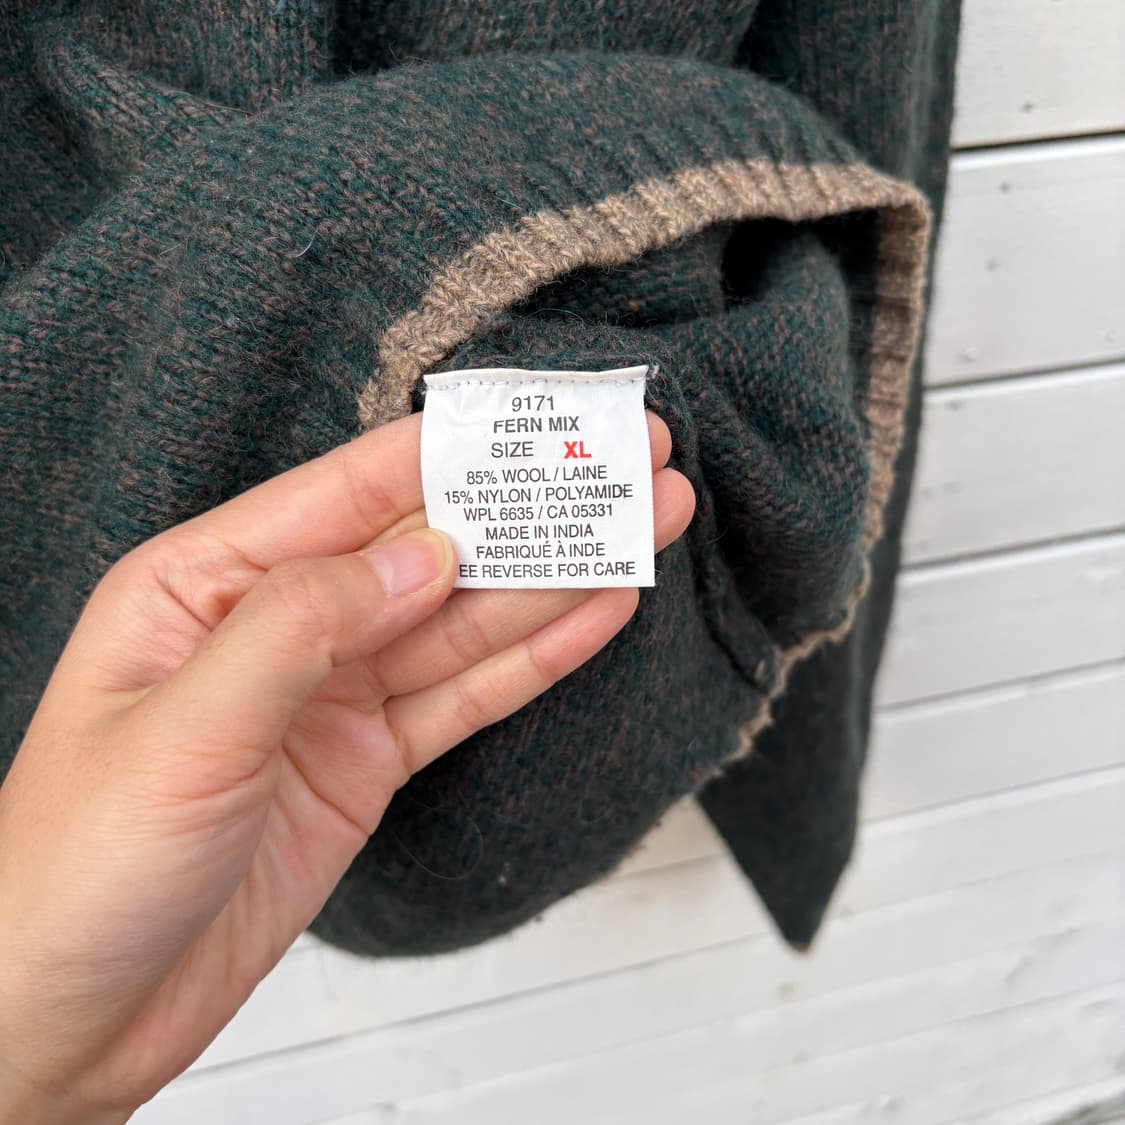 9171
FERN MIX
SIZE XL
85% WOOL / LAINE
15% NYLON / POLYAMIDE
WPL 6635 / CA 05331
MADE IN INDIA
FABRIQUÉ À INDE
EE REVERSE FOR CARE